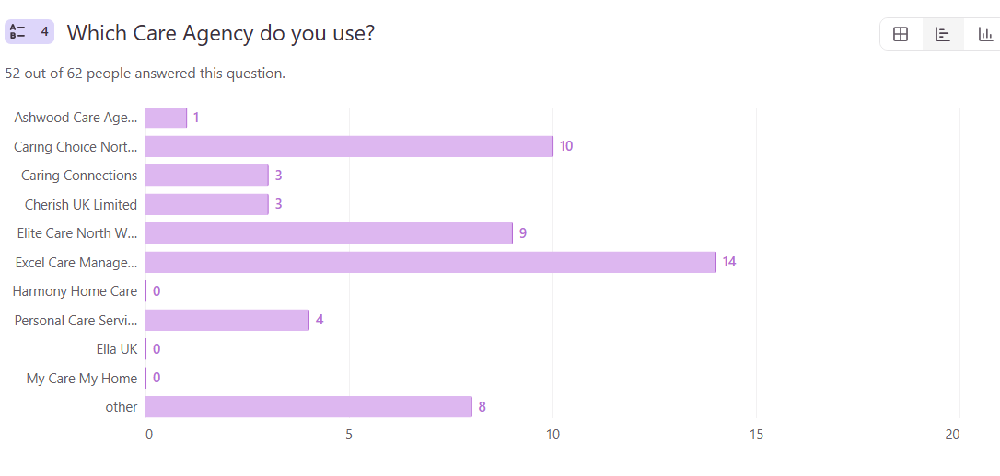 A
B
4
Which Care Agency do you use?
52 out of 62 people answered this question.
Ashwood Care Age... 1
Caring Choice Nort... 10
Caring Connections 3
Cherish UK Limited 3
Elite Care North W... 9
Excel Care Manage... 14
Harmony Home Care 0
Personal Care Servi... 4
Ella UK 0
My Care My Home 0
other 8
0 5 10 15 20